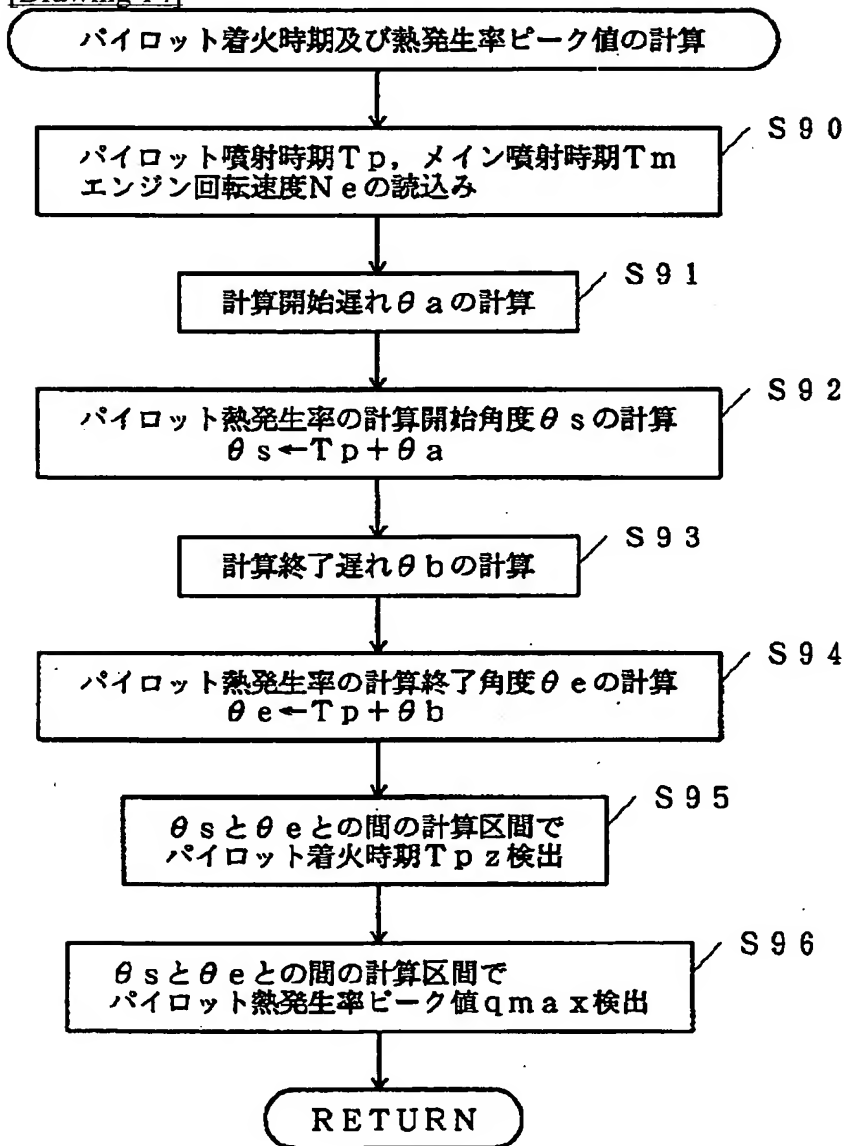 パイロット着火時期及び熱発生率ピーク値の計算
S90
パイロット噴射時期Tp，メイン噴射時期Tm
エンジン回転速度Neの読込み
S91
計算開始遅れθaの計算
S92
パイロット熱発生率の計算開始角度θsの計算
θs←Tp+θa
S93
計算終了遅れθbの計算
S94
パイロット熱発生率の計算終了角度θeの計算
θe←Tp+θb
S95
θsとθeとの間の計算区間で
パイロット着火時期Tpz検出
S96
θsとθeとの間の計算区間で
パイロット熱発生率ピーク値qmax検出
RETURN